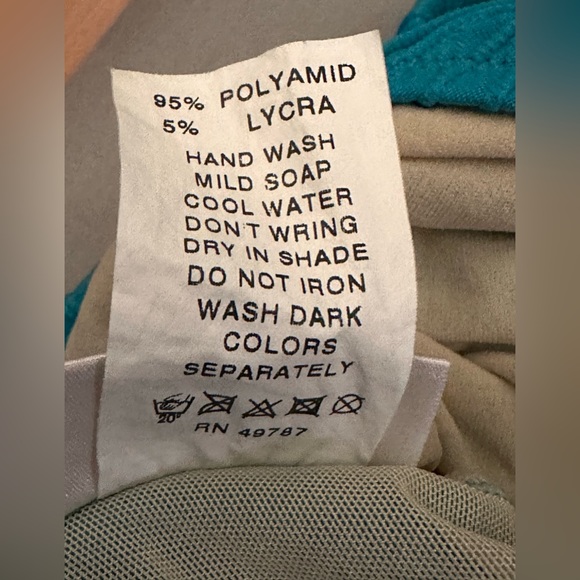 95% POLYAMID
5% LYCRA
HAND WASH
MILD SOAP
COOL WATER
DON'T WRING
DRY IN SHADE
DO NOT IRON
WASH DARK
COLORS
SEPARATELY
20°
RN 49787